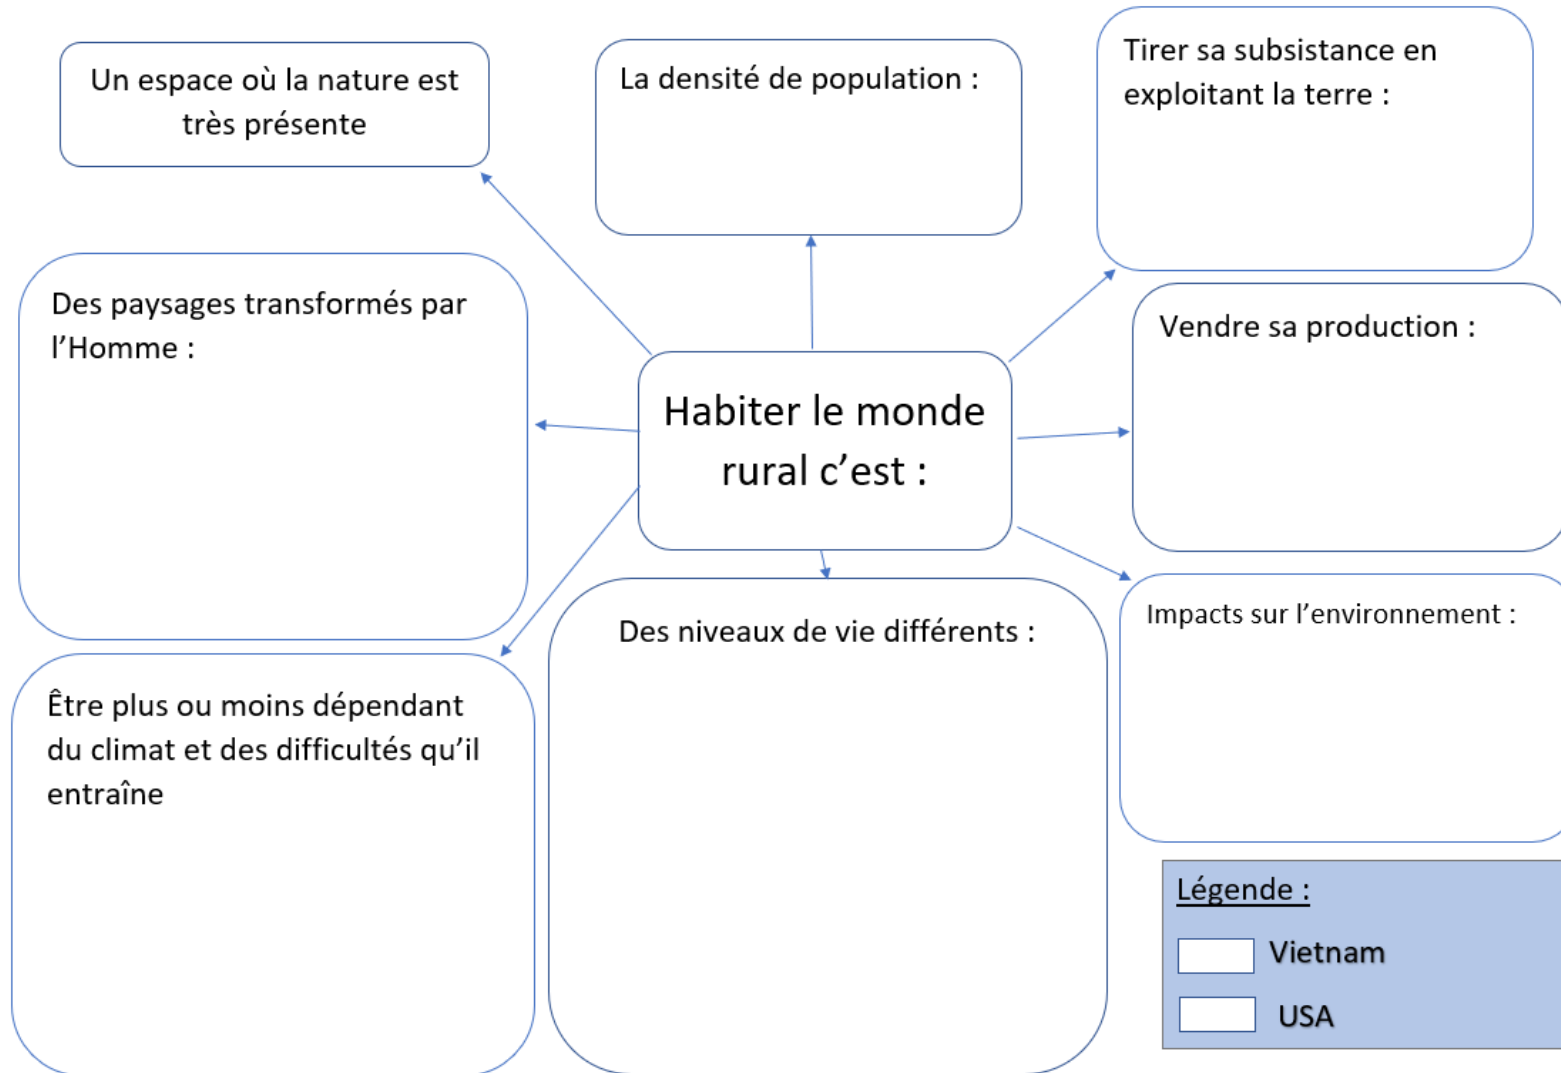 Un espace où la nature est
très présente
La densité de population :
Tirer sa subsistance en
exploitant la terre :
Des paysages transformés par
l'Homme :
Habiter le monde
rural c'est :
Vendre sa production :
Être plus ou moins dépendant
du climat et des difficultés qu'il
entraîne
Des niveaux de vie différents :
Impacts sur l'environnement :
Légende :
Vietnam
USA